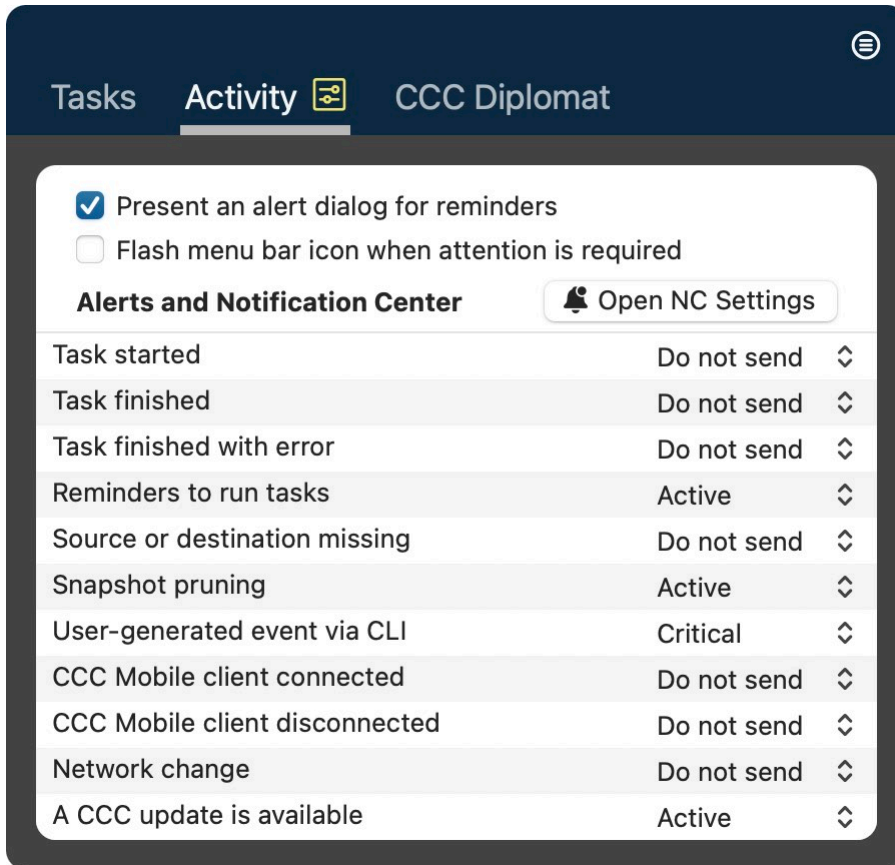 Tasks Activity CCC Diplomat
Present an alert dialog for reminders
Flash menu bar icon when attention is required
Alerts and Notification Center Open NC Settings
Task started Do not send
Task finished Do not send
Task finished with error Do not send
Reminders to run tasks Active
Source or destination missing Do not send
Snapshot pruning Active
User-generated event via CLI Critical
CCC Mobile client connected Do not send
CCC Mobile client disconnected Do not send
Network change Do not send
A CCC update is available Active